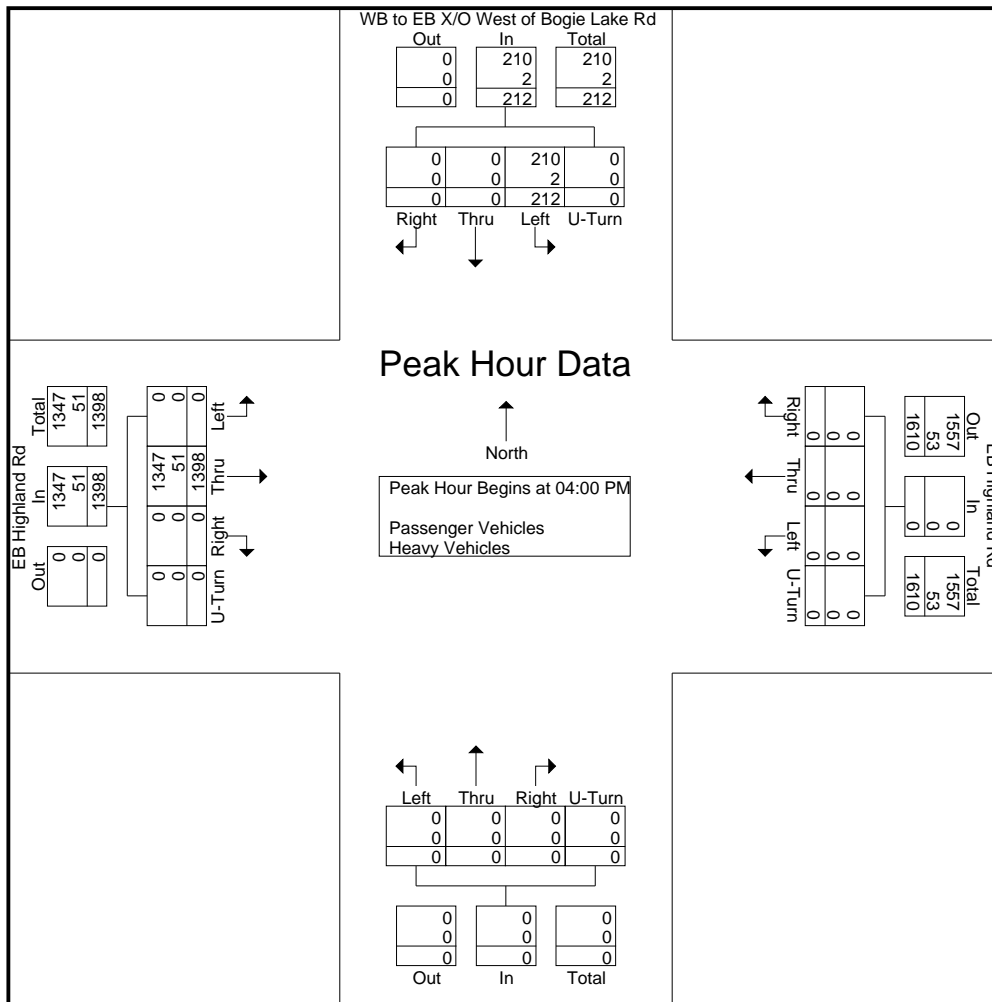 WB to EB X/O West of Bogie Lake Rd
Out In Total
0 210 210
0 2 2
0 212 212
0 0 210 0
0 0 2 0
0 0 212 0
Right Thru Left U-Turn
Peak Hour Data
North
Peak Hour Begins at 04:00 PM
Passenger Vehicles
Heavy Vehicles
EB Highland Rd
Out In Total
0 1347 1347
0 51 51
0 1398 1398
U-Turn Right Thru Left
0 0 1347 0
0 0 51 0
0 0 1398 0
EB Highland Rd
Out In Total
1557 0 1557
53 0 53
1610 0 1610
Right Thru Left U-Turn
0 0 0 0
0 0 0 0
0 0 0 0
Left Thru Right U-Turn
0 0 0 0
0 0 0 0
0 0 0 0
0 0 0
0 0 0
0 0 0
Out In Total